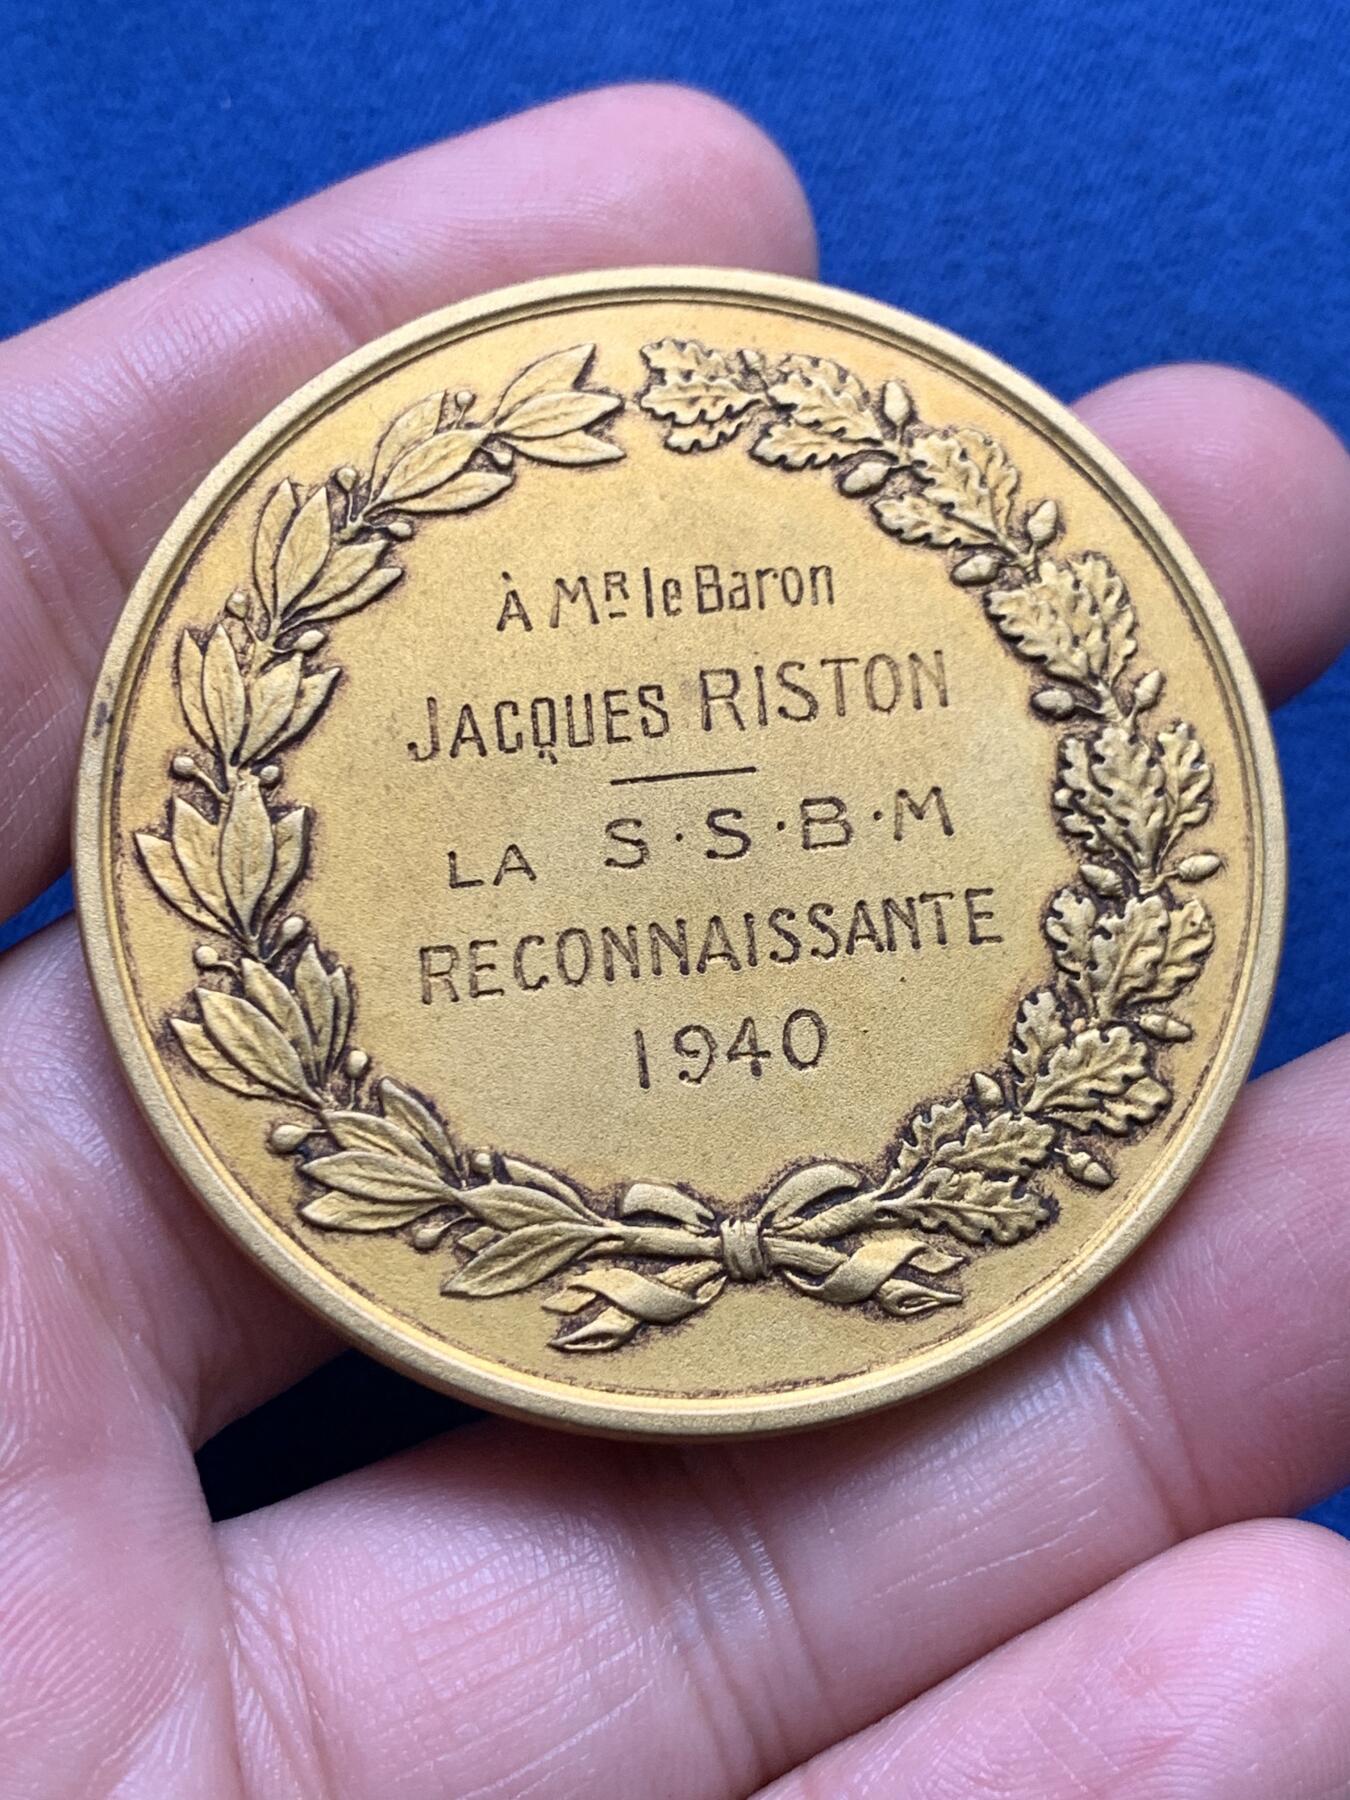 À MR le Baron
JACQUES RISTON
LA S·S·B·M
RECONNAISSANTE
1940